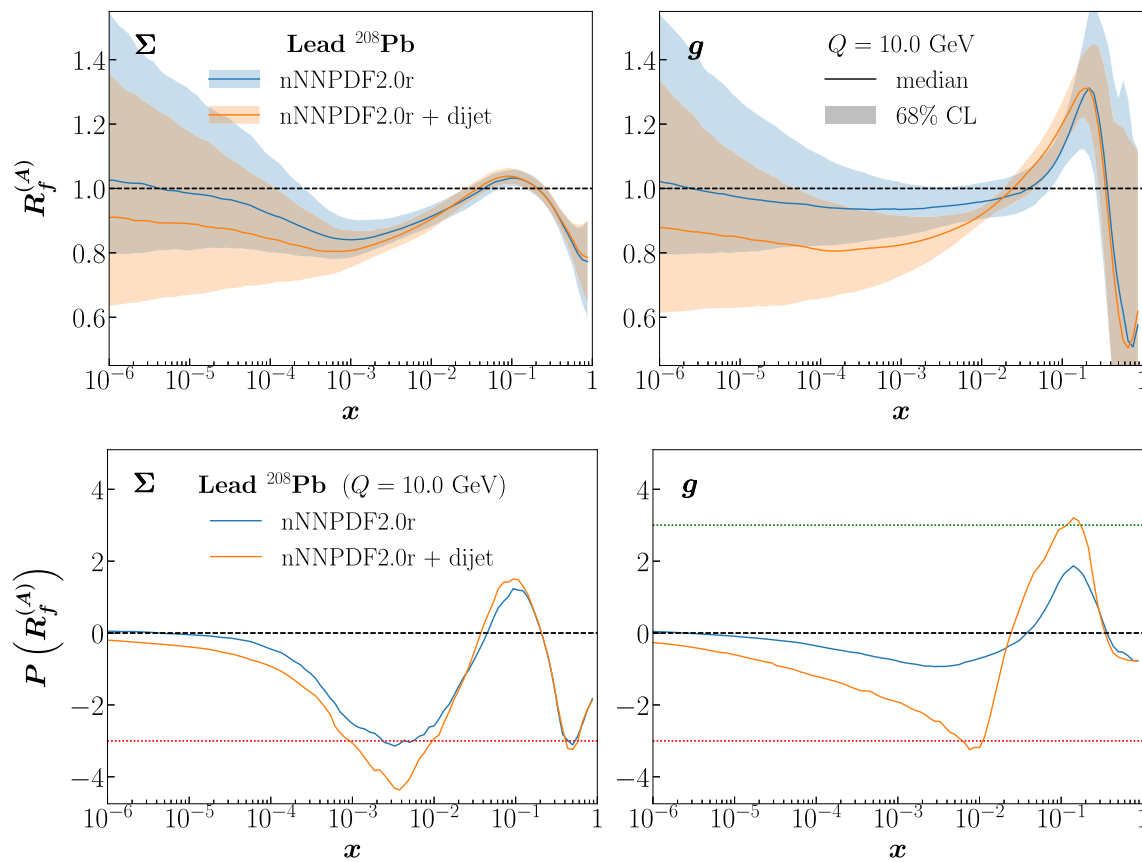 Σ Lead ²⁰⁸Pb
nNNPDF2.0r
nNNPDF2.0r + dijet
1.4
1.2
1.0
0.8
0.6
R_f^(A)
10⁻⁶ 10⁻⁵ 10⁻⁴ 10⁻³ 10⁻² 10⁻¹ 1
x
g Q = 10.0 GeV
median
68% CL
1.4
1.2
1.0
0.8
0.6
10⁻⁶ 10⁻⁵ 10⁻⁴ 10⁻³ 10⁻² 10⁻¹ 1
x
Σ Lead ²⁰⁸Pb (Q = 10.0 GeV)
nNNPDF2.0r
nNNPDF2.0r + dijet
4
2
0
−2
−4
P (R_f^(A))
10⁻⁶ 10⁻⁵ 10⁻⁴ 10⁻³ 10⁻² 10⁻¹ 1
x
g
4
2
0
−2
−4
10⁻⁶ 10⁻⁵ 10⁻⁴ 10⁻³ 10⁻² 10⁻¹ 1
x